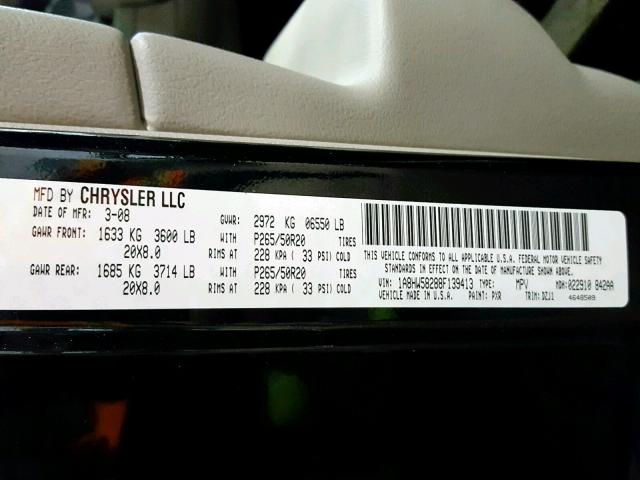 MFD BY CHRYSLER LLC
DATE OF MFR: 3-08 GVWR: 2972 KG 06550 LB
GAWR FRONT: 1633 KG 3600 LB WITH P265/50R20 TIRES
20X8.0 RIMS AT 228 KPA ( 33 PSI) COLD
GAWR REAR: 1685 KG 3714 LB WITH P265/50R20 TIRES
20X8.0 RIMS AT 228 KPA ( 33 PSI) COLD
THIS VEHICLE CONFORMS TO ALL APPLICABLE U.S.A. FEDERAL MOTOR VEHICLE SAFETY
STANDARDS IN EFFECT ON THE DATE OF MANUFACTURE SHOWN ABOVE.
VIN: 1A8HW58288F139413 TYPE: MPV MDH: 022910 842AA
VEHICLE MADE IN U.S.A. PAINT: PXR TRIM: DZJ1 4648509